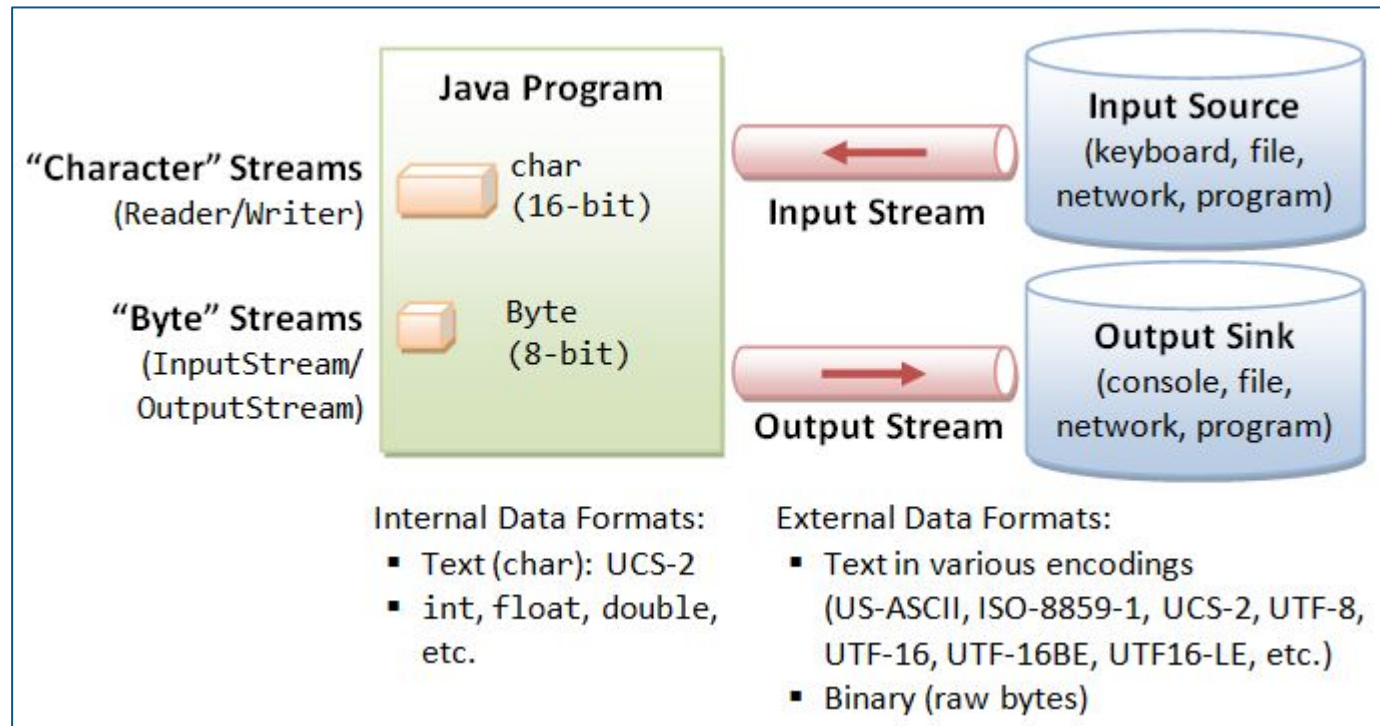 Java Program
“Character” Streams
(Reader/Writer)
char
(16-bit)
“Byte” Streams
(InputStream/
OutputStream)
Byte
(8-bit)
Input Stream
Output Stream
Input Source
(keyboard, file,
network, program)
Output Sink
(console, file,
network, program)
Internal Data Formats:
▪ Text (char): UCS-2
▪ int, float, double,
etc.
External Data Formats:
▪ Text in various encodings
(US-ASCII, ISO-8859-1, UCS-2, UTF-8,
UTF-16, UTF-16BE, UTF16-LE, etc.)
▪ Binary (raw bytes)